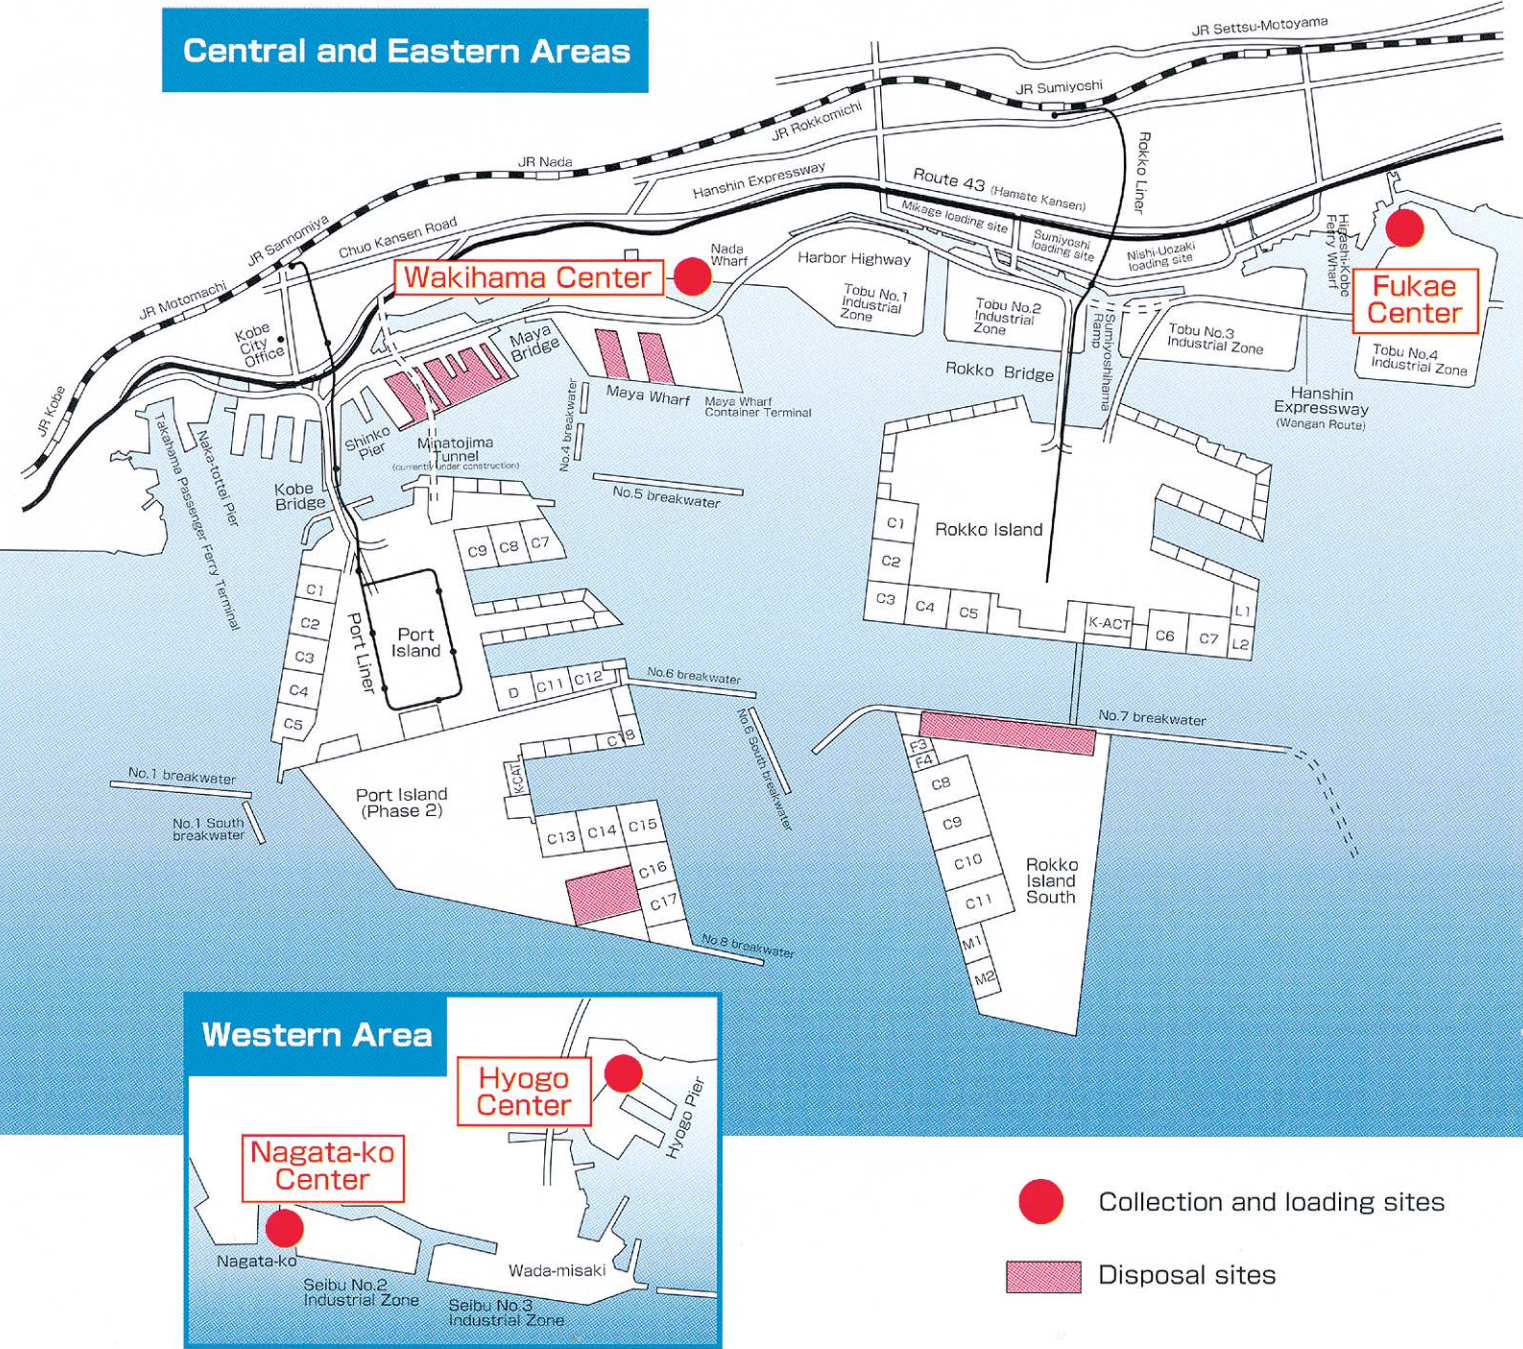 Central and Eastern Areas
JR Settsu-Motoyama
JR Sumiyoshi
JR Rokkomichi
JR Nada
JR Sannomiya
JR Motomachi
JR Kobe
Rokko Liner
Hanshin Expressway
Route 43 (Hamate Kansen)
Chuo Kansen Road
Mikage loading site
Sumiyoshi
loading site
Nishi-Uozaki
loading site
Higashi-Kobe
Ferry Wharf
Nada
Wharf
Wakihama Center
Harbor Highway
Fukae
Center
Tobu No.1
Industrial
Zone
Tobu No.2
Industrial
Zone
Sumiyoshihama
Ramp
Tobu No.3
Industrial Zone
Tobu No.4
Industrial Zone
Kobe
City
Office
Maya
Bridge
Rokko Bridge
Hanshin
Expressway
(Wangan Route)
Maya Wharf
Maya Wharf
Container Terminal
Shinko
Pier
Minatojima
Tunnel
(currently under construction)
No.4 breakwater
No.5 breakwater
Naka-tottei Pier
Takahama Passenger Ferry Terminal
Kobe
Bridge
C9
C8
C7
C1
C2
C3
C4
C5
Port Liner
Port
Island
D
C11
C12
C18
No.6 breakwater
No.6 South breakwater
Rokko Island
C1
C2
C3
C4
C5
K-ACT
C6
C7
L1
L2
No.7 breakwater
No.1 breakwater
No.1 South
breakwater
Port Island
(Phase 2)
K-CAT
C13
C14
C15
C16
C17
No.8 breakwater
F3
F4
C8
C9
C10
C11
M1
M2
Rokko
Island
South
Western Area
Hyogo
Center
Hyogo Pier
Nagata-ko
Center
Nagata-ko
Seibu No.2
Industrial Zone
Wada-misaki
Seibu No.3
Industrial Zone
Collection and loading sites
Disposal sites